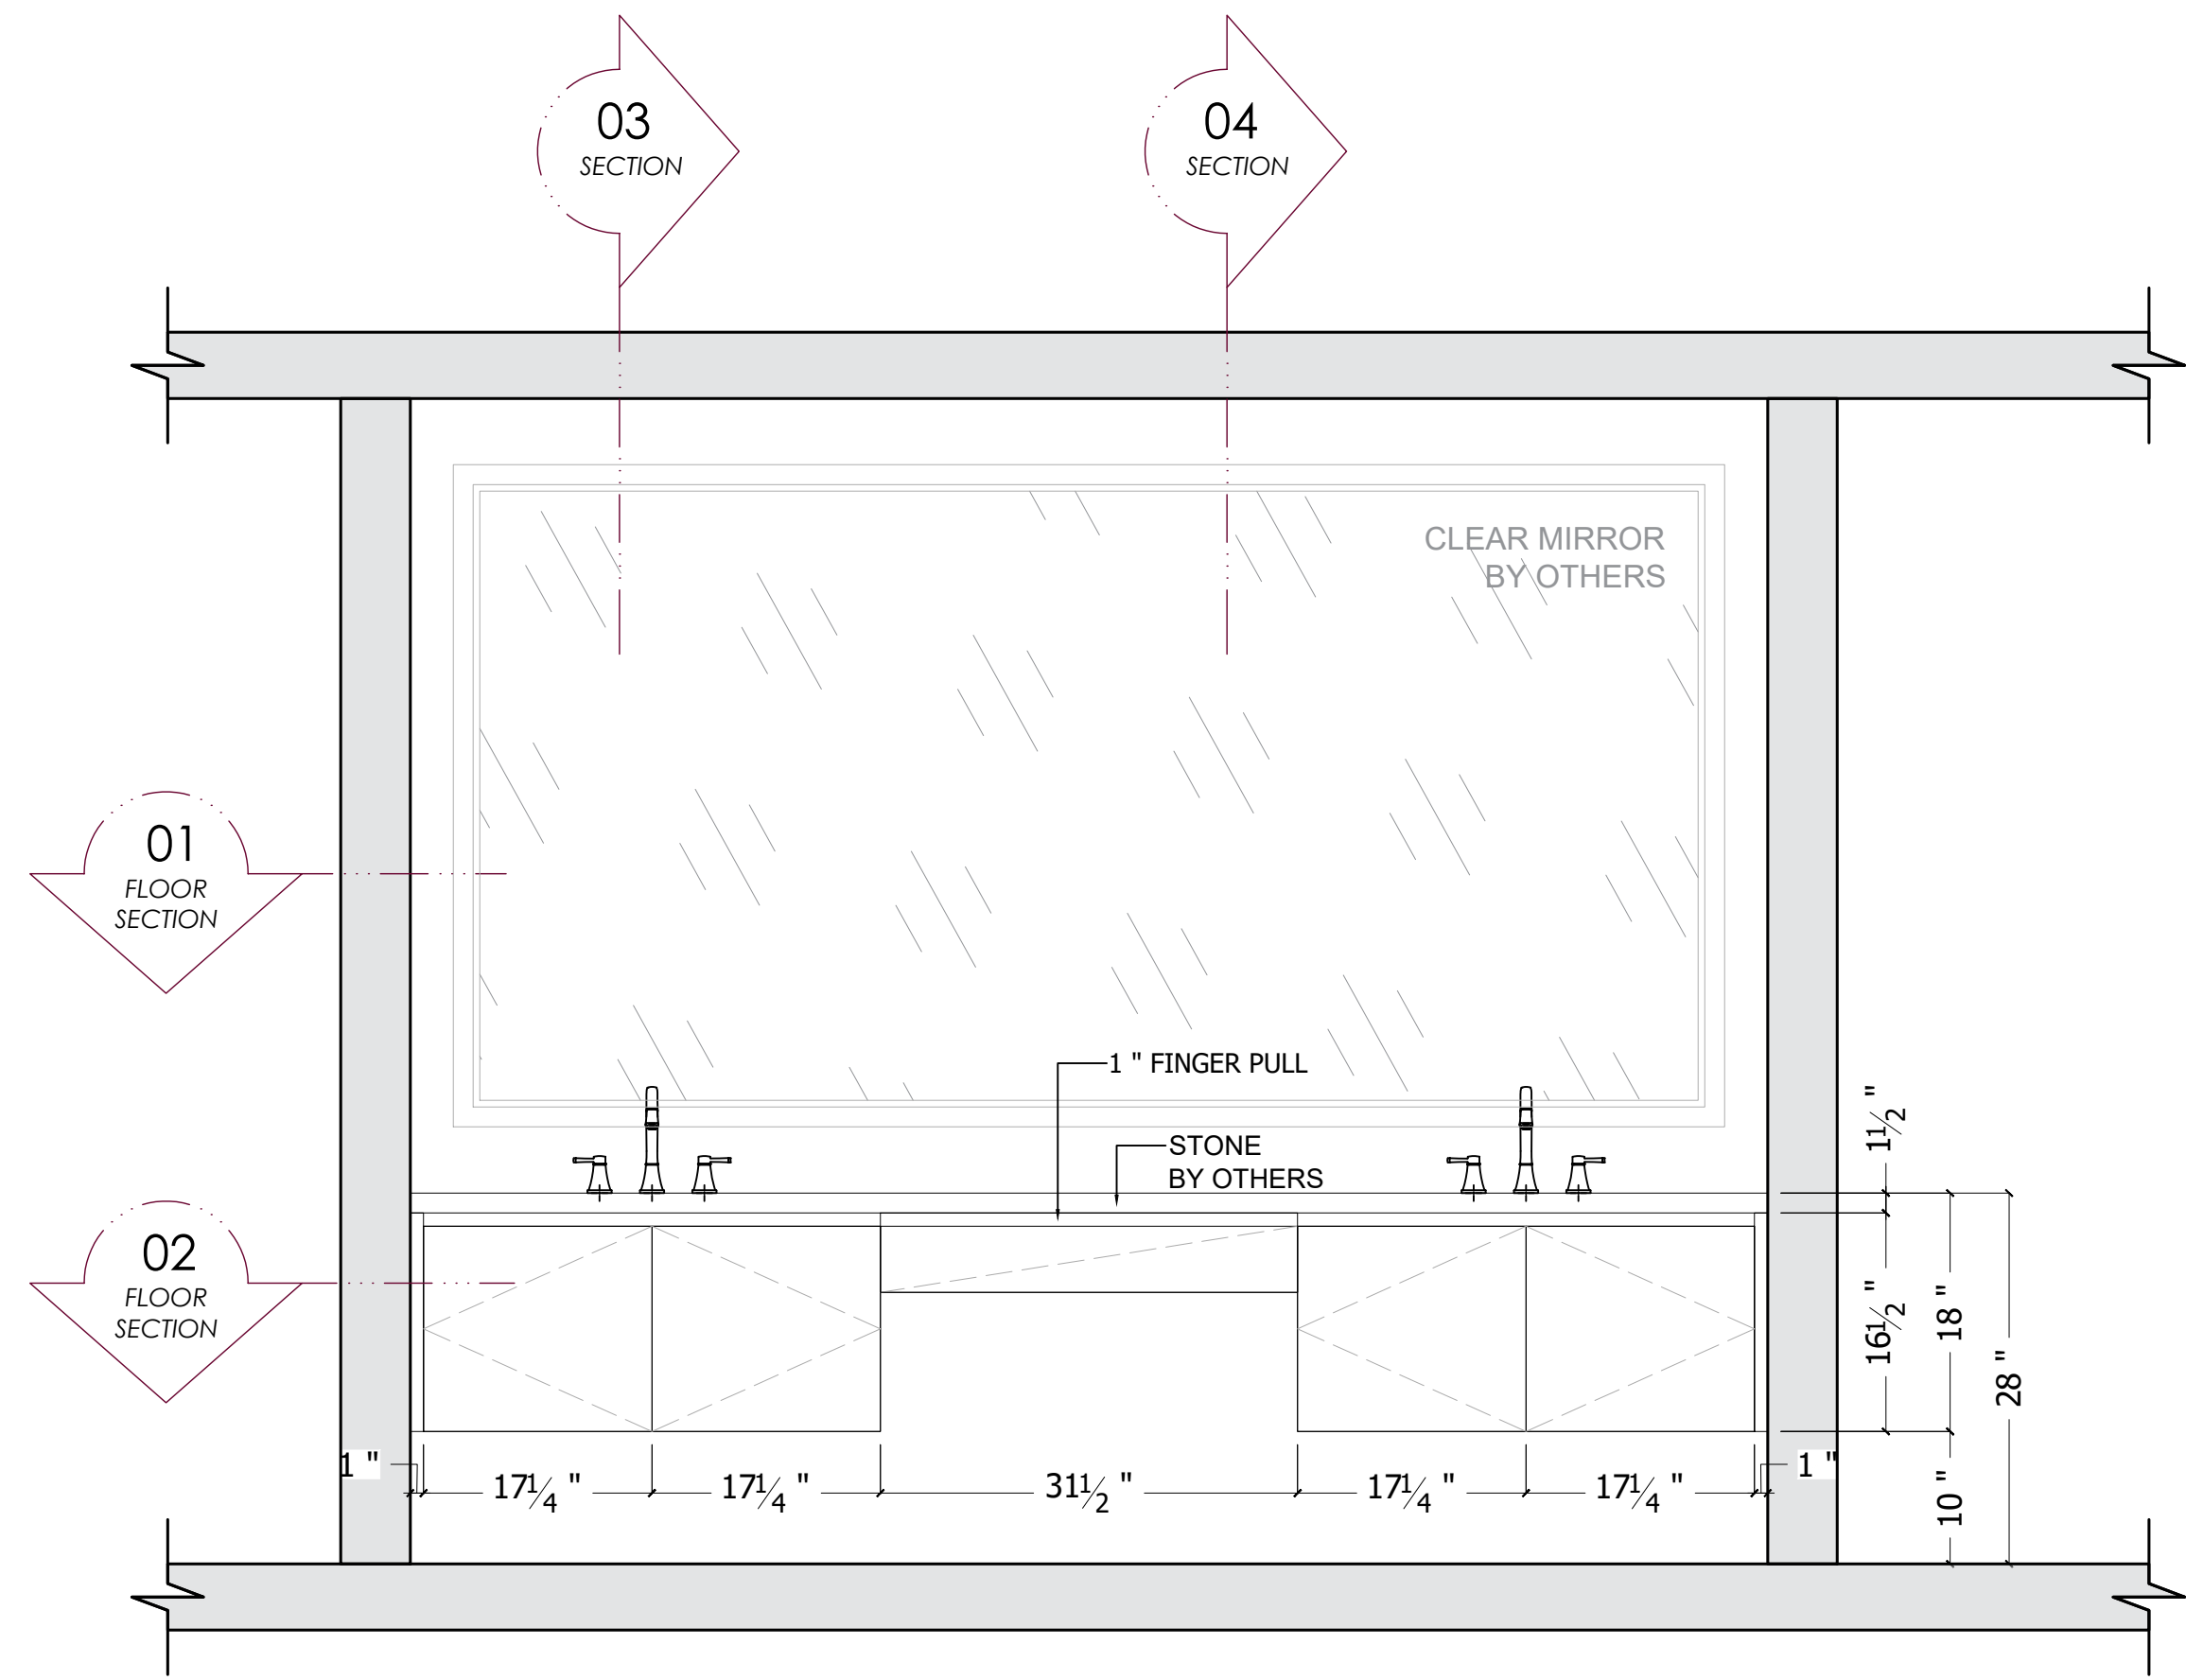 03
SECTION
04
SECTION
CLEAR MIRROR
BY OTHERS
01
FLOOR
SECTION
1 " FINGER PULL
STONE
BY OTHERS
02
FLOOR
SECTION
1 1/2 "
16 1/2 "
18 "
28 "
10 "
1 "
17 1/4 "
17 1/4 "
31 1/2 "
17 1/4 "
17 1/4 "
1 "